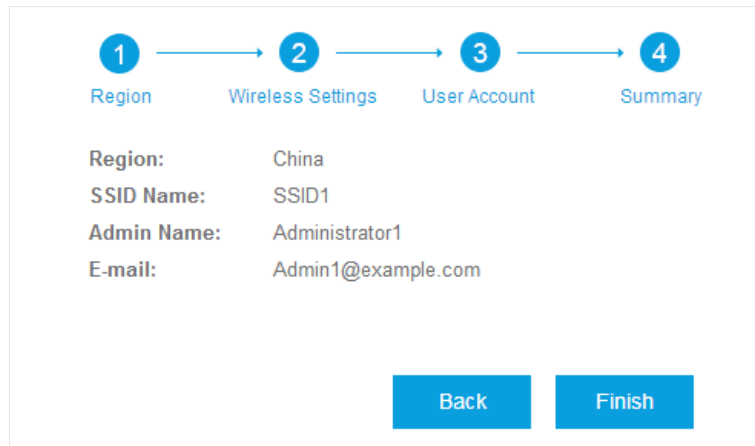 1 2 3 4
Region Wireless Settings User Account Summary
Region: China
SSID Name: SSID1
Admin Name: Administrator1
E-mail: Admin1@example.com
Back Finish